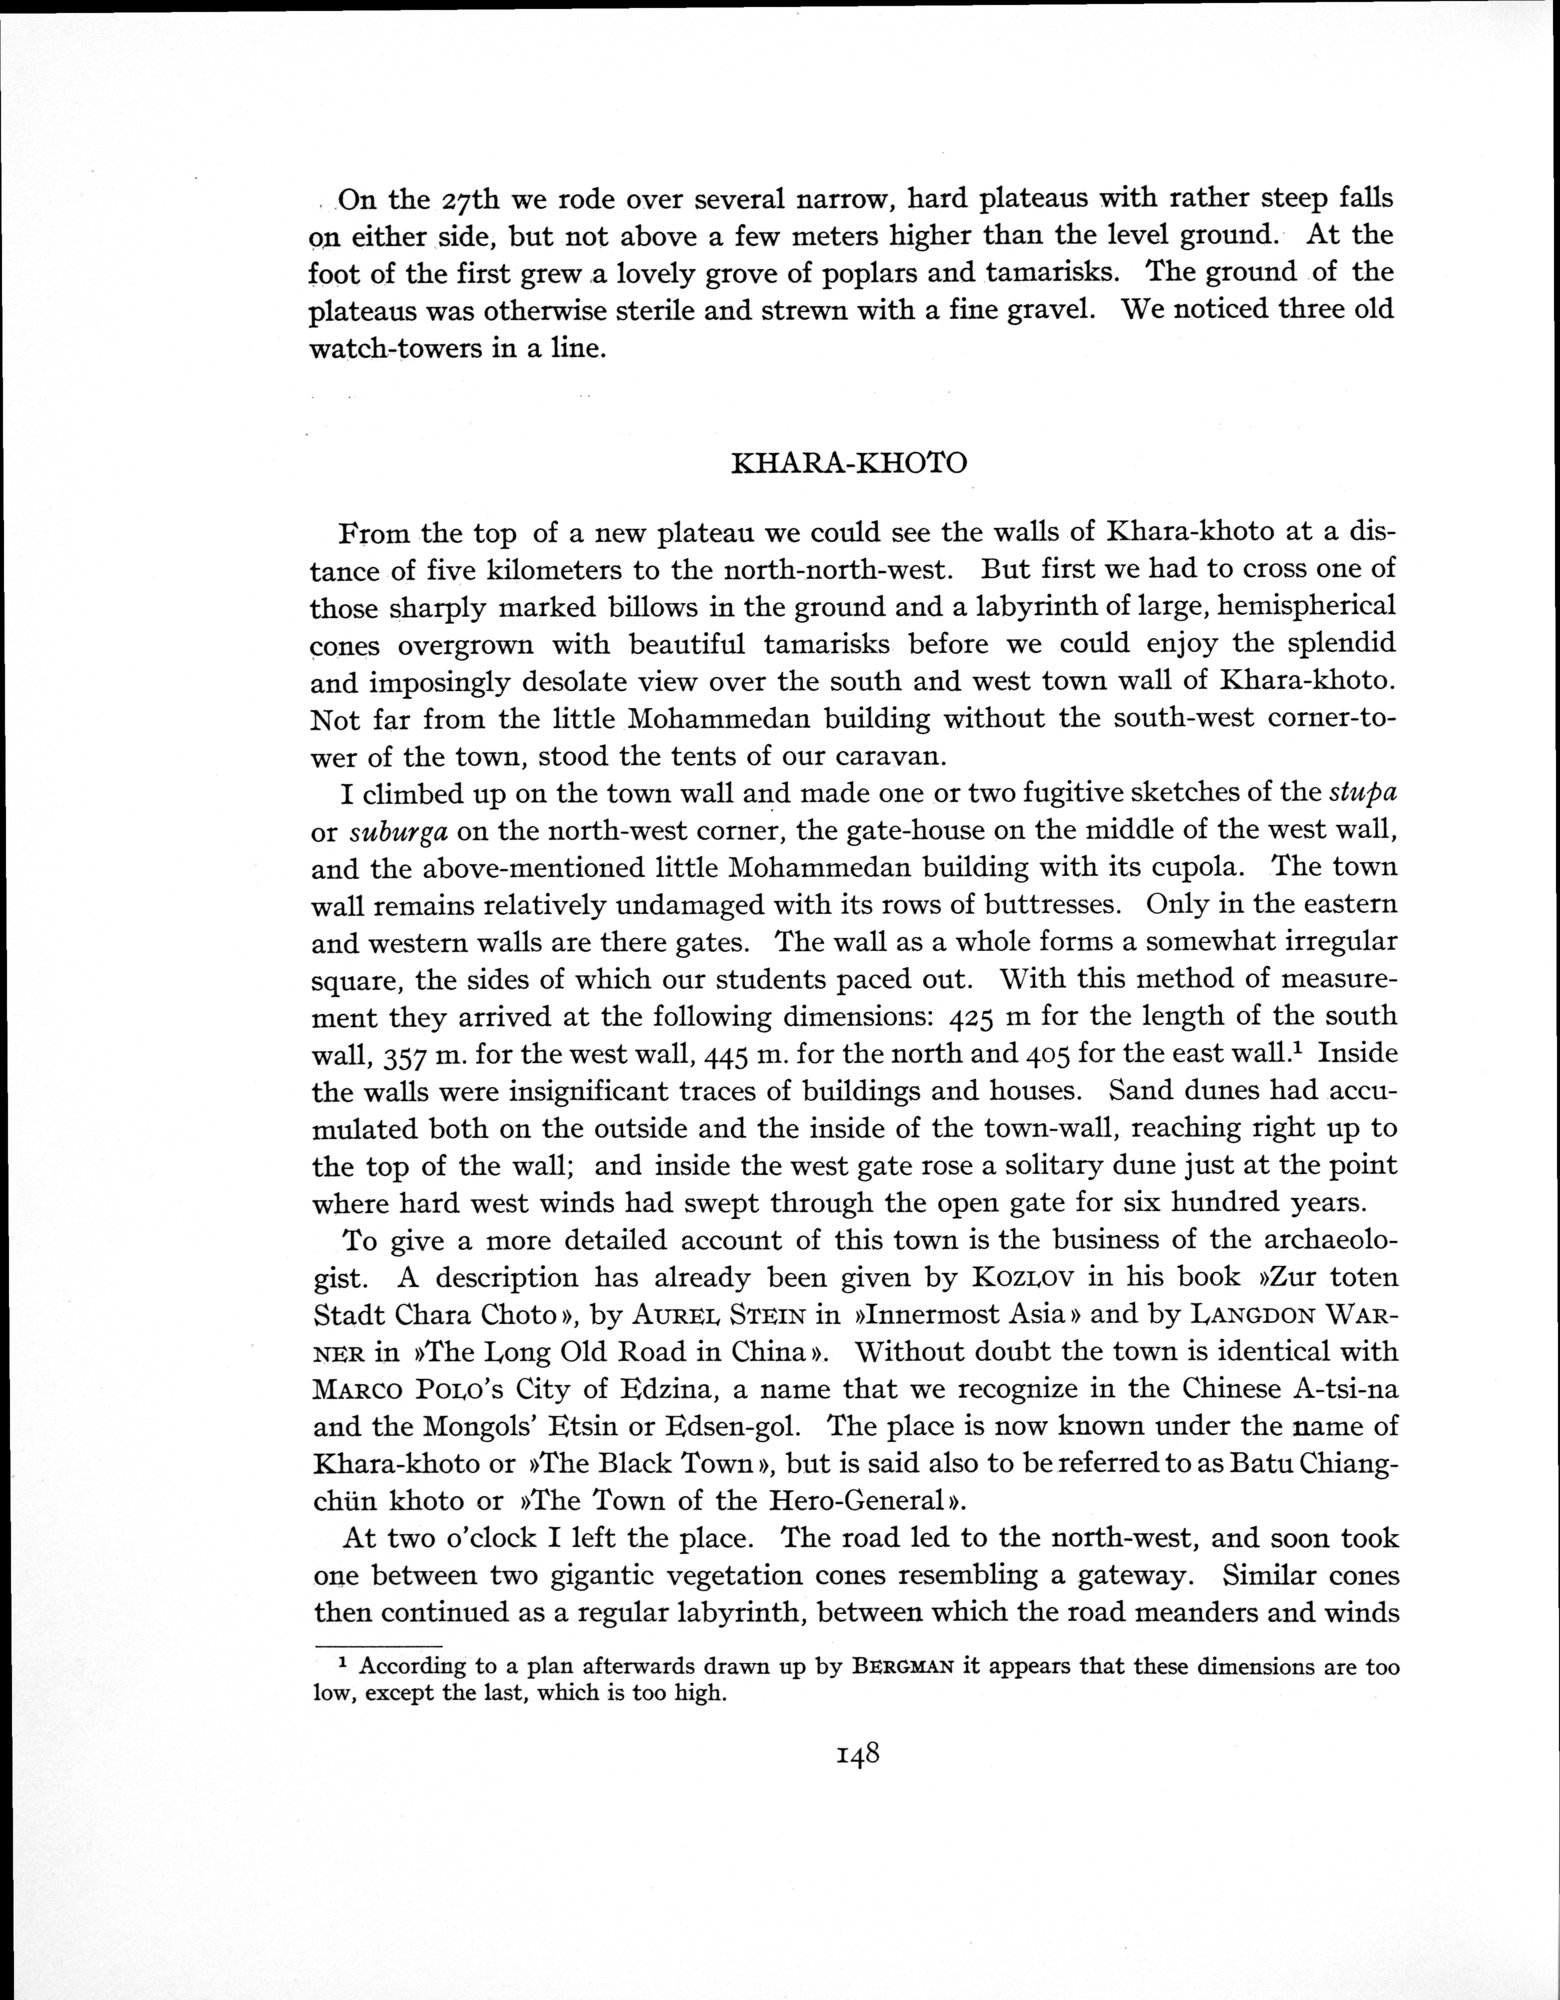 On the 27th we rode over several narrow, hard plateaus with rather steep falls
on either side, but not above a few meters higher than the level ground. At the
foot of the first grew a lovely grove of poplars and tamarisks. The ground of the
plateaus was otherwise sterile and strewn with a fine gravel. We noticed three old
watch-towers in a line.
KHARA-KHOTO
From the top of a new plateau we could see the walls of Khara-khoto at a dis-
tance of five kilometers to the north-north-west. But first we had to cross one of
those sharply marked billows in the ground and a labyrinth of large, hemispherical
cones overgrown with beautiful tamarisks before we could enjoy the splendid
and imposingly desolate view over the south and west town wall of Khara-khoto.
Not far from the little Mohammedan building without the south-west corner-to-
wer of the town, stood the tents of our caravan.
I climbed up on the town wall and made one or two fugitive sketches of the stupa
or suburga on the north-west corner, the gate-house on the middle of the west wall,
and the above-mentioned little Mohammedan building with its cupola. The town
wall remains relatively undamaged with its rows of buttresses. Only in the eastern
and western walls are there gates. The wall as a whole forms a somewhat irregular
square, the sides of which our students paced out. With this method of measure-
ment they arrived at the following dimensions: 425 m for the length of the south
wall, 357 m. for the west wall, 445 m. for the north and 405 for the east wall.¹ Inside
the walls were insignificant traces of buildings and houses. Sand dunes had accu-
mulated both on the outside and the inside of the town-wall, reaching right up to
the top of the wall; and inside the west gate rose a solitary dune just at the point
where hard west winds had swept through the open gate for six hundred years.
To give a more detailed account of this town is the business of the archaeolo-
gist. A description has already been given by KOZLOV in his book »Zur toten
Stadt Chara Choto», by AUREL STEIN in »Innermost Asia» and by LANGDON WAR-
NER in »The Long Old Road in China». Without doubt the town is identical with
MARCO POLO's City of Edzina, a name that we recognize in the Chinese A-tsi-na
and the Mongols' Etsin or Edsen-gol. The place is now known under the name of
Khara-khoto or »The Black Town», but is said also to be referred to as Batu Chiang-
chün khoto or »The Town of the Hero-General».
At two o'clock I left the place. The road led to the north-west, and soon took
one between two gigantic vegetation cones resembling a gateway. Similar cones
then continued as a regular labyrinth, between which the road meanders and winds
¹ According to a plan afterwards drawn up by BERGMAN it appears that these dimensions are too
low, except the last, which is too high.
148